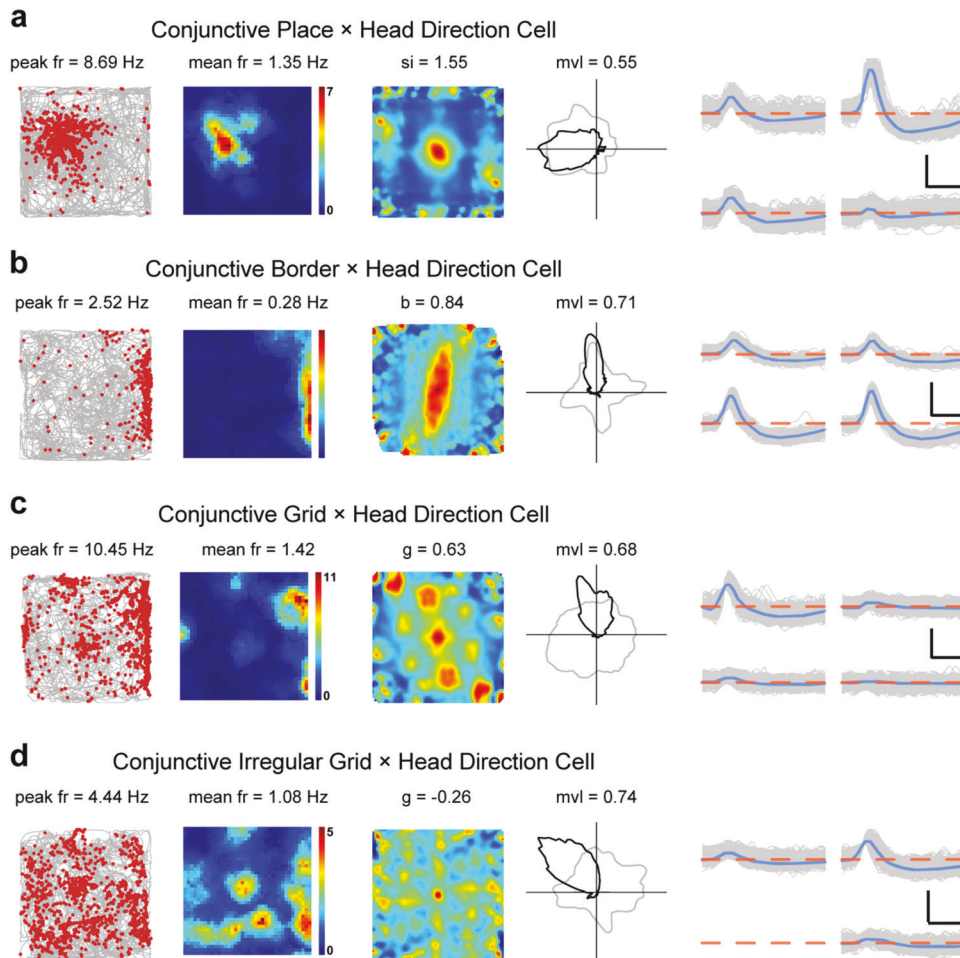 a
Conjunctive Place × Head Direction Cell
peak fr = 8.69 Hz mean fr = 1.35 Hz si = 1.55 mvl = 0.55
7
0
b
Conjunctive Border × Head Direction Cell
peak fr = 2.52 Hz mean fr = 0.28 Hz b = 0.84 mvl = 0.71
c
Conjunctive Grid × Head Direction Cell
peak fr = 10.45 Hz mean fr = 1.42 g = 0.63 mvl = 0.68
11
0
d
Conjunctive Irregular Grid × Head Direction Cell
peak fr = 4.44 Hz mean fr = 1.08 Hz g = -0.26 mvl = 0.74
5
0